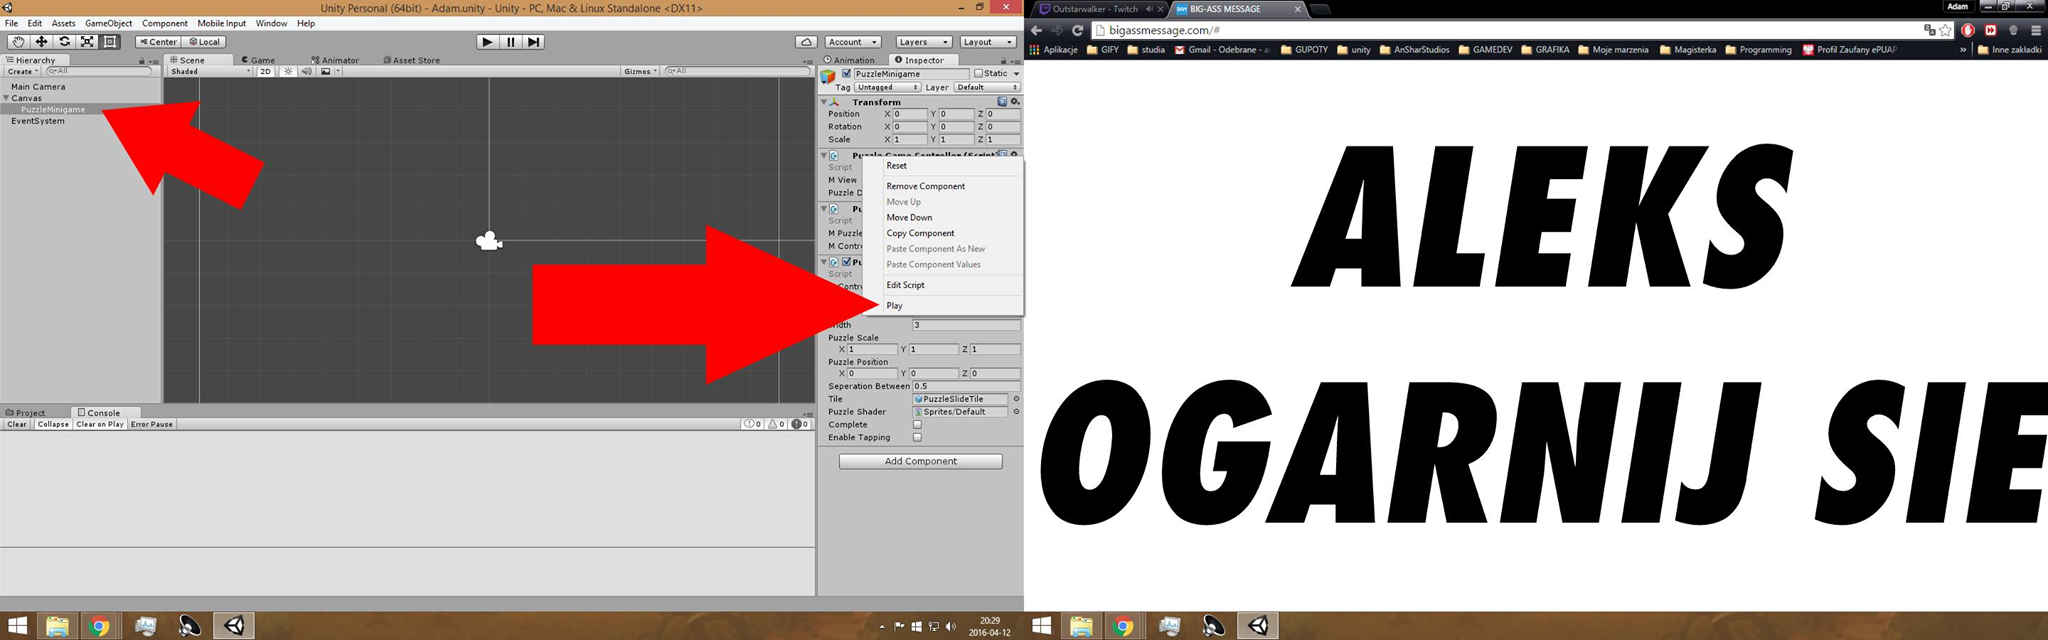 Unity Personal (64bit) - Adam.unity - Unity - PC, Mac & Linux Standalone <DX11>
File Edit Assets GameObject Component Mobile Input Window Help
Center Local
Account Layers Layout
Hierarchy
Create All
Main Camera
Canvas
PuzzleMinigame
EventSystem
Scene Game Animator Asset Store
Shaded 2D Gizmos All
Animation Inspector
PuzzleMinigame Static
Tag Untagged Layer Default
Transform
Position X 0 Y 0 Z 0
Rotation X 0 Y 0 Z 0
Scale X 1 Y 1 Z 1
Puzzle Game Controller (Script)
Script
M View
Puzzle D
Pu
Script
M Puzzle
M Contro
Pu
Script
Contro
Reset
Remove Component
Move Up
Move Down
Copy Component
Paste Component As New
Paste Component Values
Edit Script
Play
Width 3
Puzzle Scale
X 1 Y 1 Z 1
Puzzle Position
X 0 Y 0 Z 0
Seperation Between 0.5
Tile PuzzleSlideTile
Puzzle Shader Sprites/Default
Complete
Enable Tapping
Add Component
Project Console
Clear Collapse Clear on Play Error Pause 0 0 0
20:29
2016-04-12
Outstarwalker - Twitch BIG-ASS MESSAGE Adam
bigassmessage.com/#
Aplikacje GIFY studia Gmail - Odebrane - GUPOTY unity AnSharStudios GAMEDEV GRAFIKA Moje marzenia Magisterka Programming Profil Zaufany ePUAP » Inne zakładki
ALEKS
OGARNIJ SIE